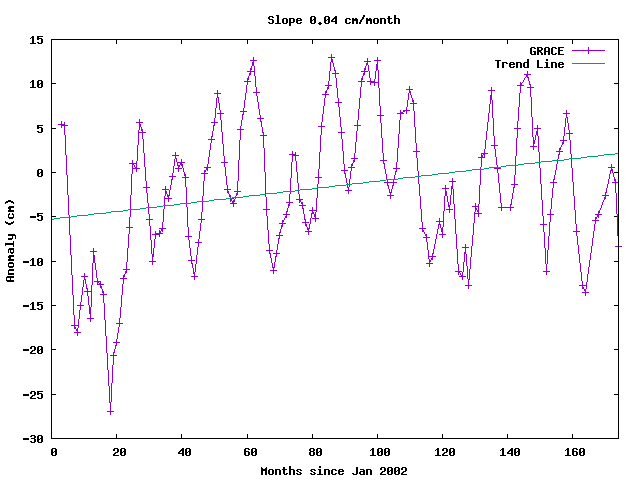 Slope 0.04 cm/month
GRACE
Trend Line
15
10
5
0
-5
-10
-15
-20
-25
-30
Anomaly (cm)
0 20 40 60 80 100 120 140 160
Months since Jan 2002